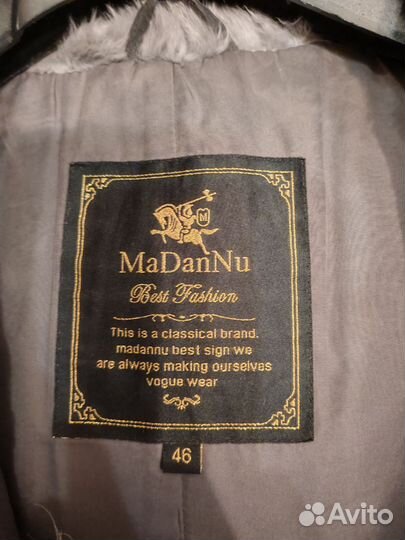 M
MaDanNu
Best Fashion
This is a classical brand.
madannu best sign we
are always making ourselves
vogue wear
46
Avito